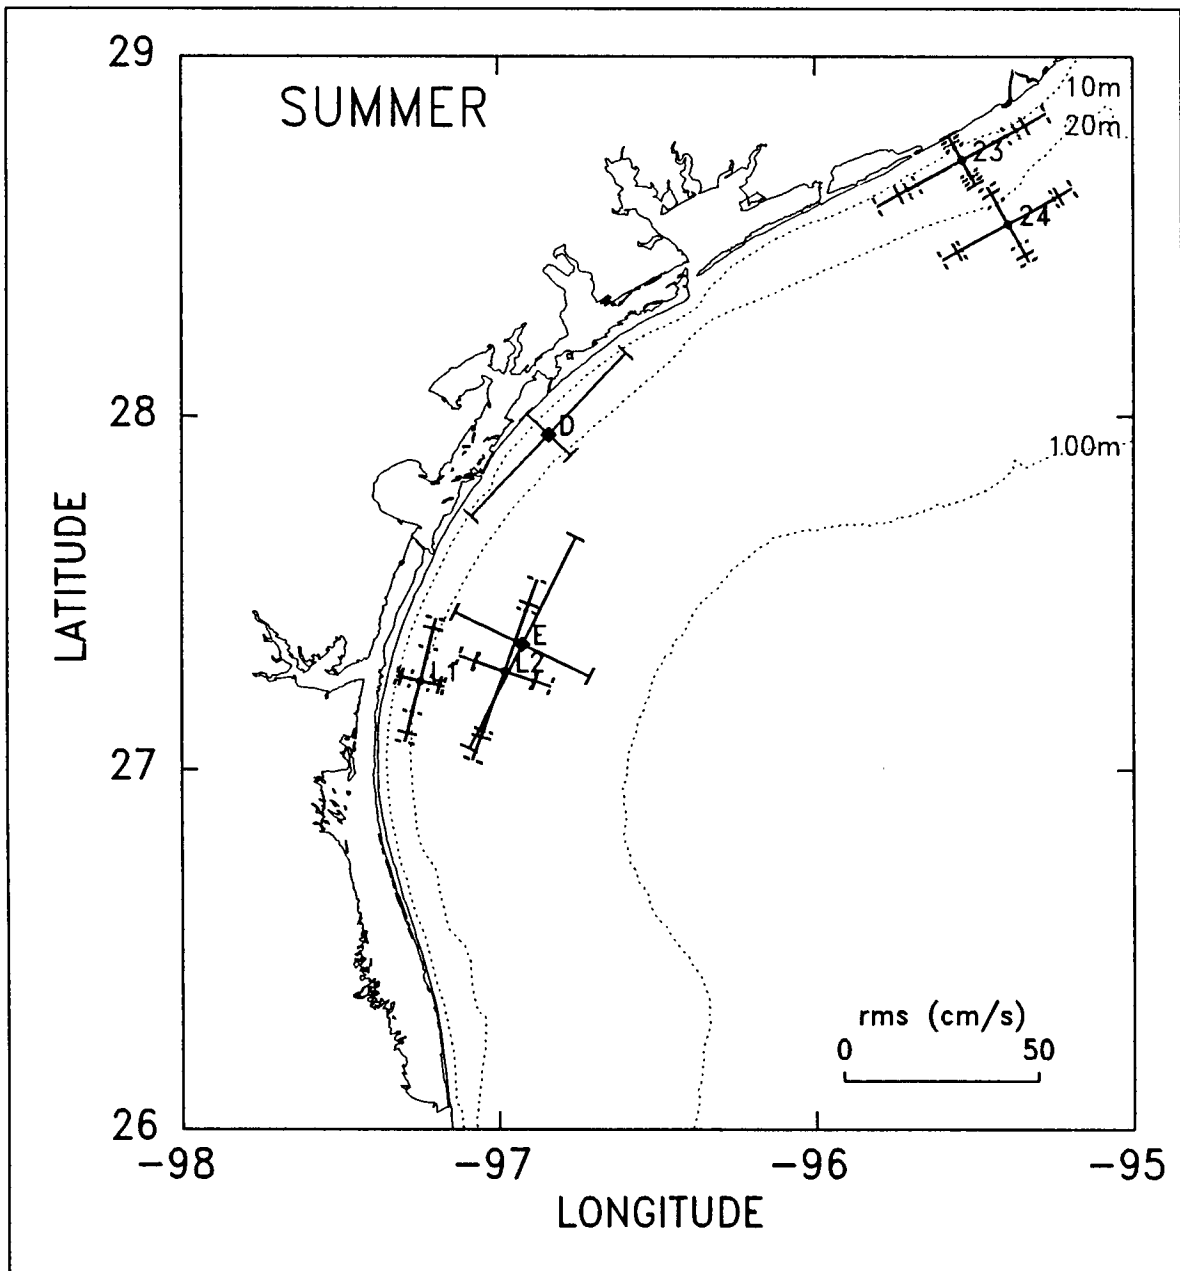 29
SUMMER
10m
20m
23
24
28
D
100m
LATITUDE
E
L2
L1
27
rms (cm/s)
0 50
26
-98 -97 -96 -95
LONGITUDE